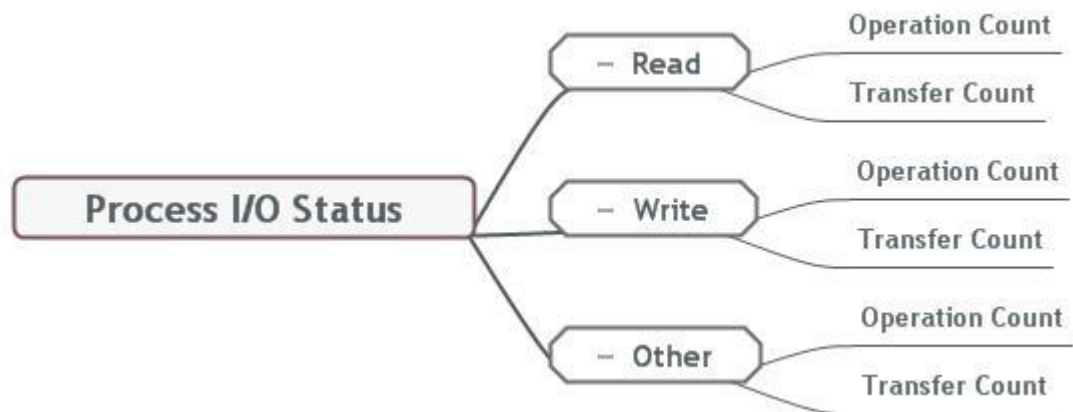 Process I/O Status
– Read
Operation Count
Transfer Count
– Write
Operation Count
Transfer Count
– Other
Operation Count
Transfer Count